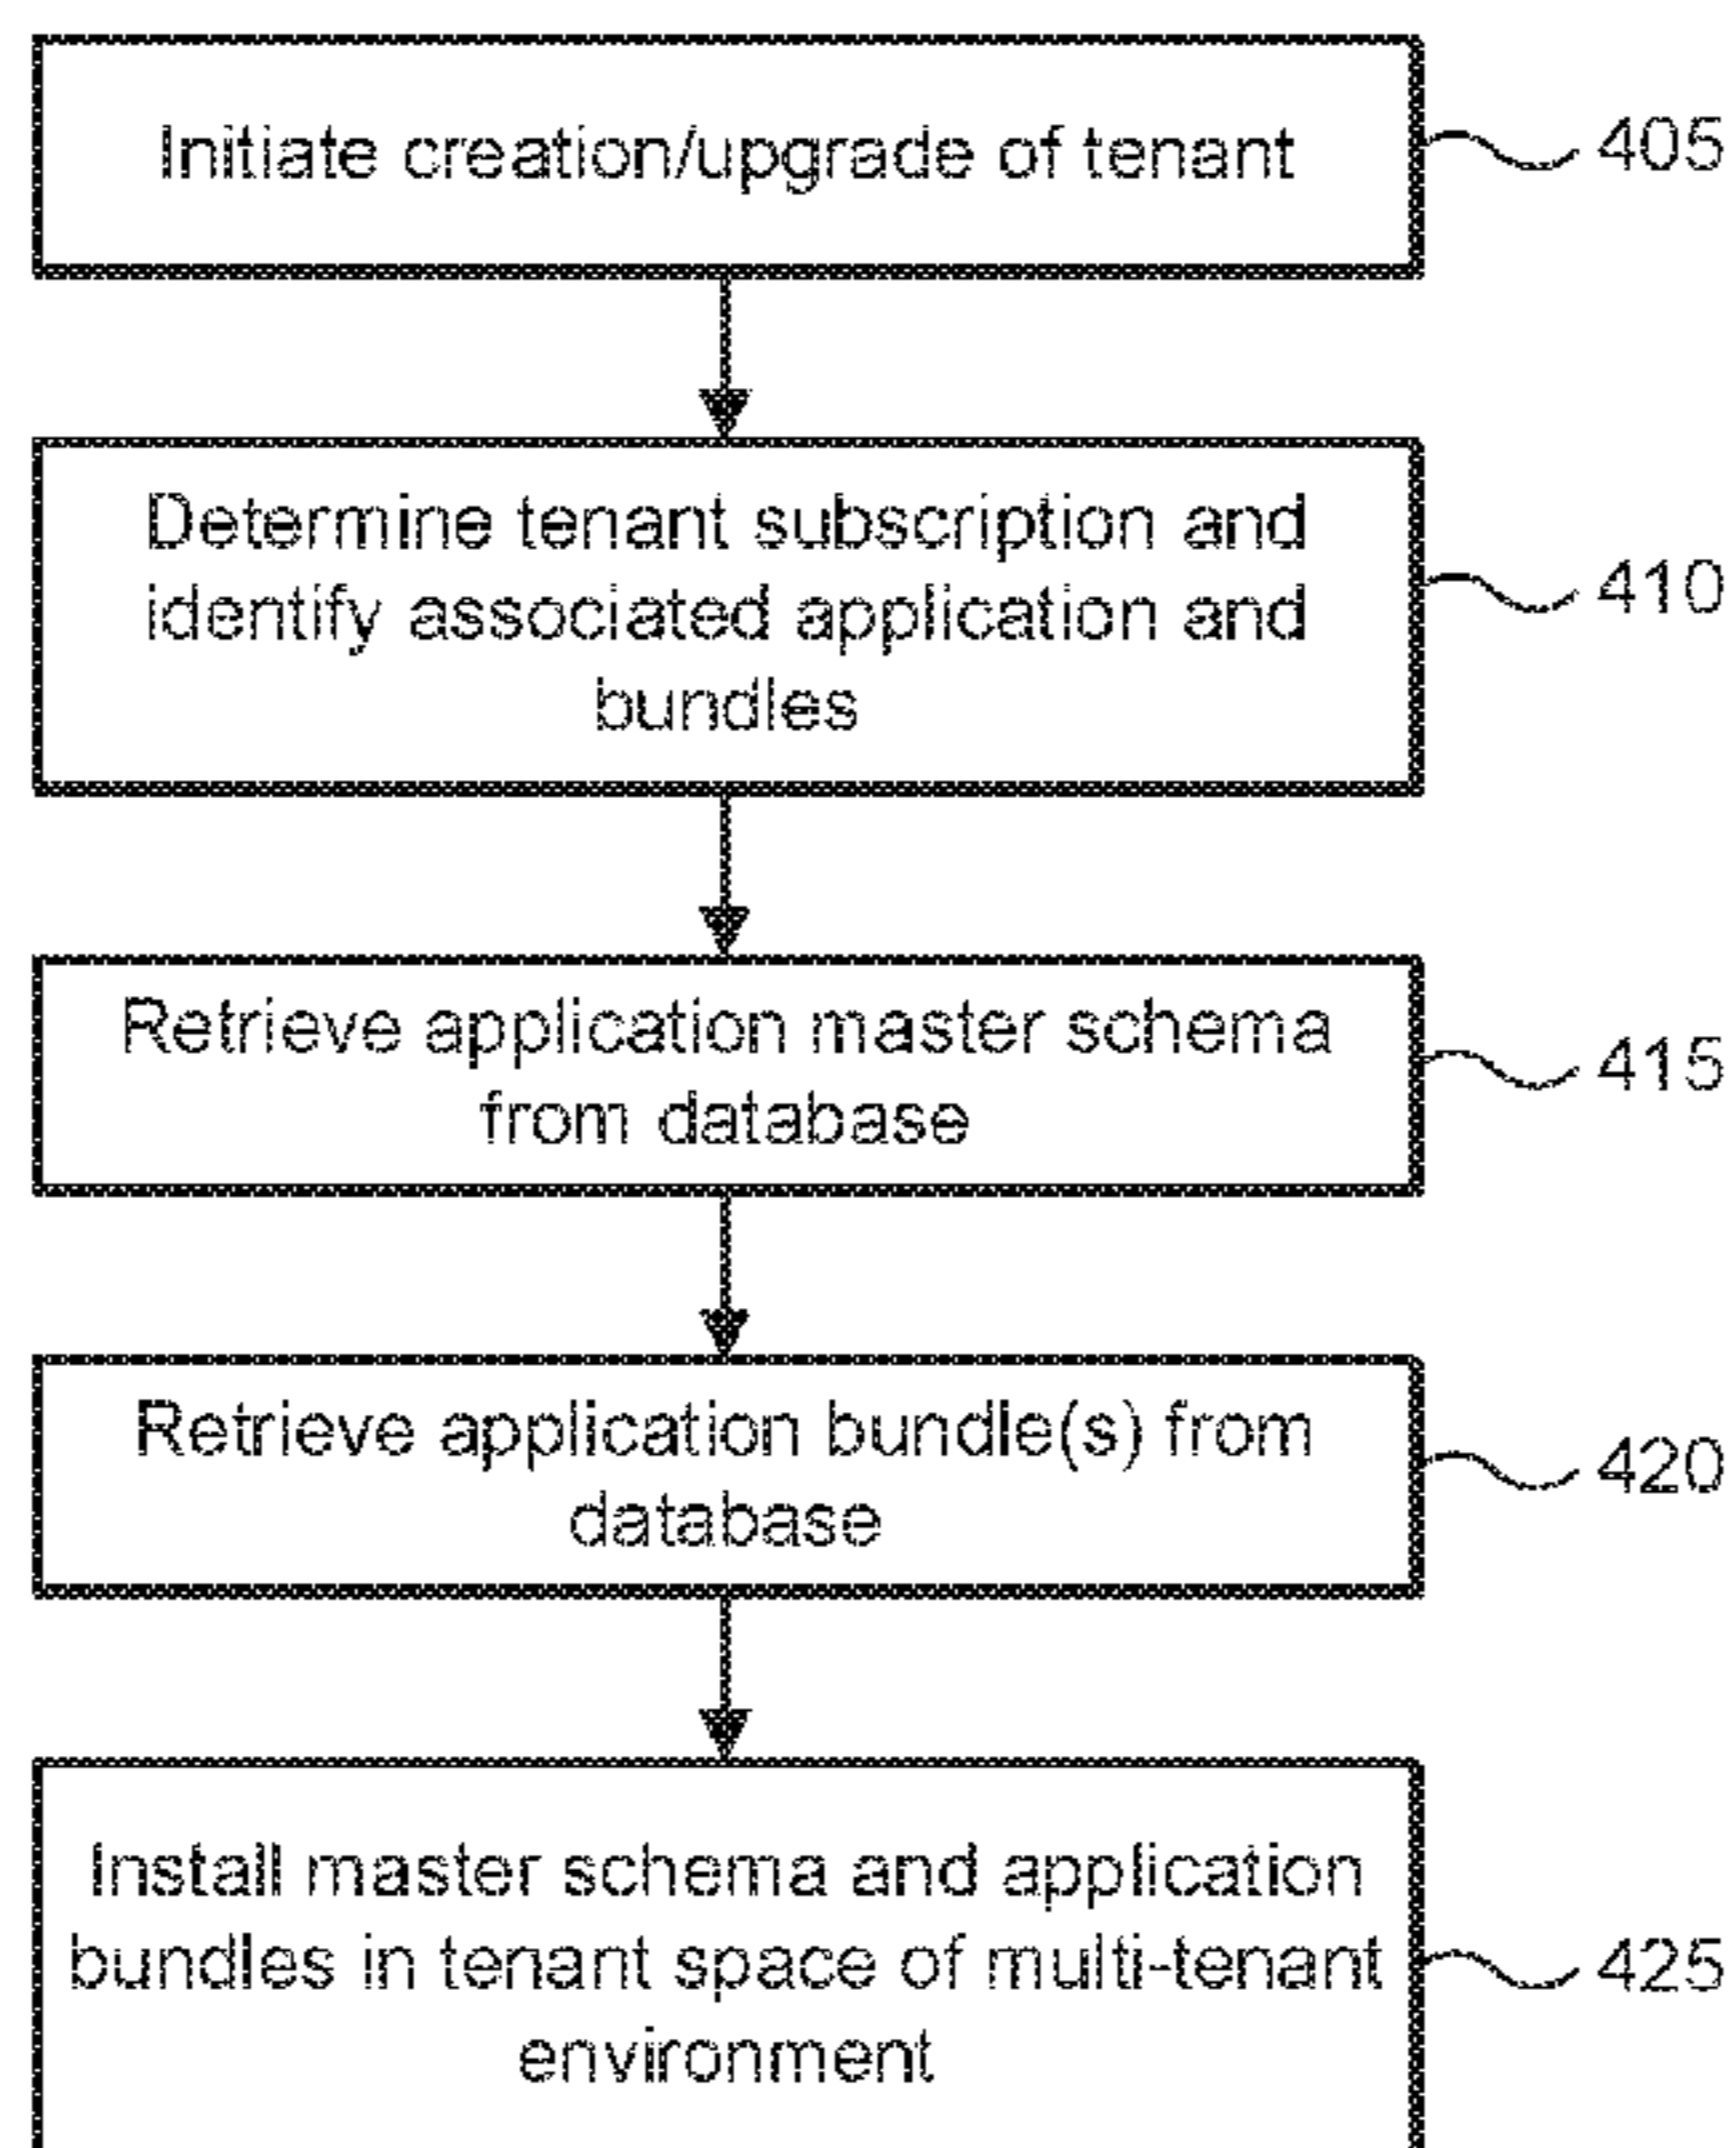 Initiate creation/upgrade of tenant
405
Determine tenant subscription and
identify associated application and
bundles
410
Retrieve application master schema
from database
415
Retrieve application bundle(s) from
database
420
Install master schema and application
bundles in tenant space of multi-tenant
environment
425